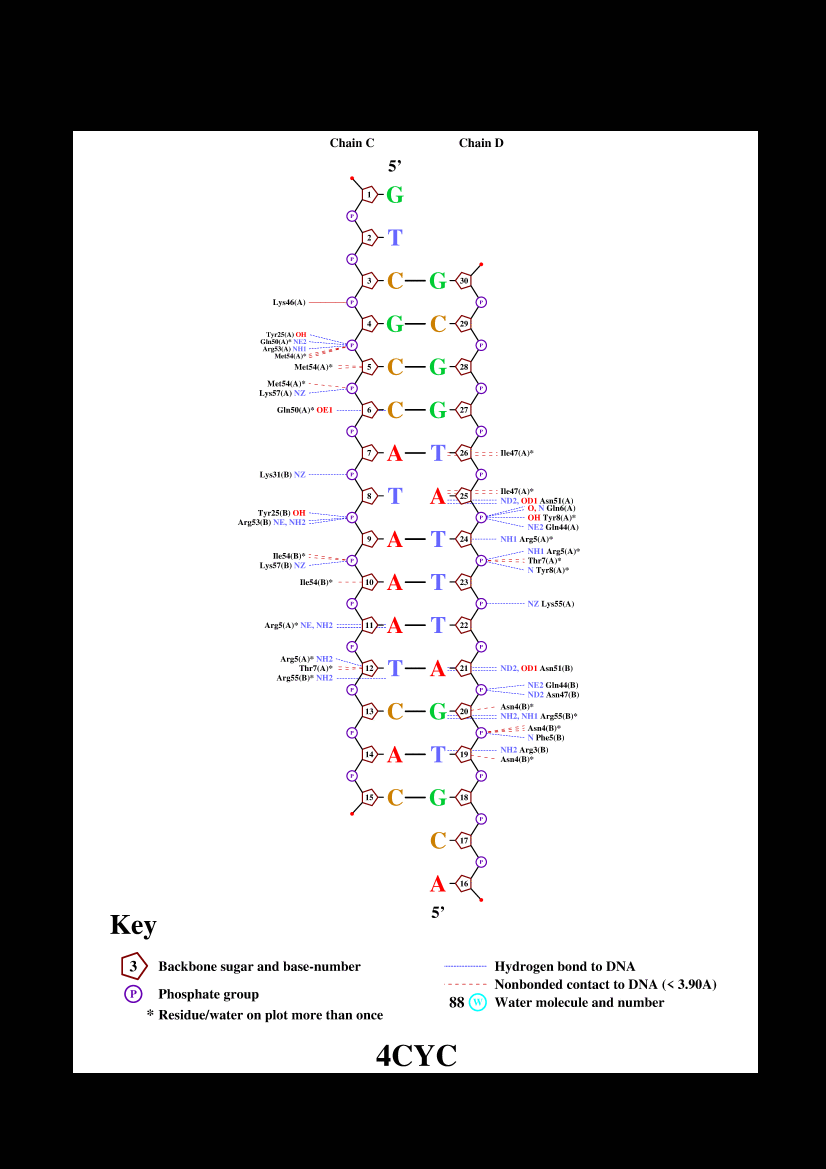 Chain C Chain D
5’
1 G
P
2 T
P
3 C G 30
Lys46(A) P P
4 G C 29
Tyr25(A) OH
Gln50(A)* NE2
Arg53(A) NH1 P P
Met54(A)*
Met54(A)* 5 C G 28
Met54(A)* P P
Lys57(A) NZ
Gln50(A)* OE1 6 C G 27
P P
7 A T 26 Ile47(A)*
Lys31(B) NZ P P
Ile47(A)*
8 T A 25 ND2, OD1 Asn51(A)
O, N Gln6(A)
Tyr25(B) OH P P OH Tyr8(A)*
Arg53(B) NE, NH2 NE2 Gln44(A)
9 A T 24 NH1 Arg5(A)*
NH1 Arg5(A)*
Ile54(B)* P P Thr7(A)*
Lys57(B) NZ N Tyr8(A)*
Ile54(B)* 10 A T 23
P P NZ Lys55(A)
Arg5(A)* NE, NH2 11 A T 22
P P
Arg5(A)* NH2
Thr7(A)* 12 T A 21 ND2, OD1 Asn51(B)
Arg55(B)* NH2
P P NE2 Gln44(B)
ND2 Asn47(B)
Asn4(B)*
13 C G 20 NH2, NH1 Arg55(B)*
Asn4(B)*
P P N Phe5(B)
NH2 Arg3(B)
14 A T 19 Asn4(B)*
P P
15 C G 18
P
C 17
P
A 16
5’
Key
3 Backbone sugar and base-number
P Phosphate group
* Residue/water on plot more than once
Hydrogen bond to DNA
Nonbonded contact to DNA (< 3.90A)
88 W Water molecule and number
4CYC